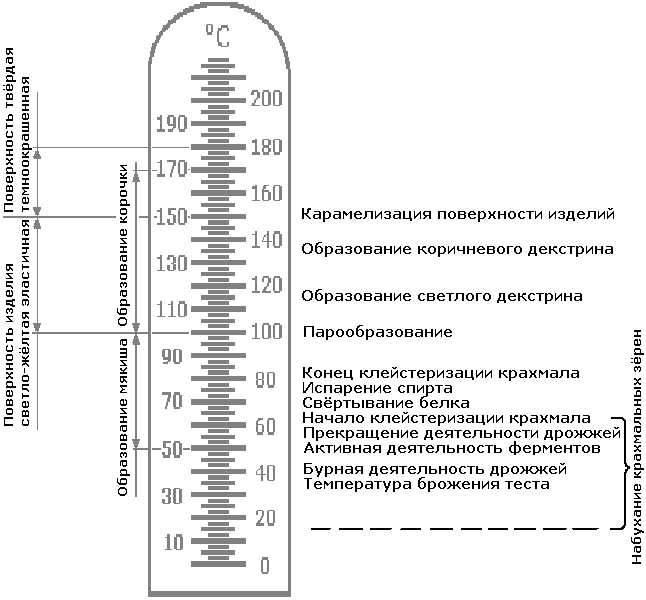 °C
200
190
180
170
160
150
140
130
120
110
100
90
80
70
60
50
40
30
20
10
0
Поверхность твёрдая
темноокрашенная
Поверхность изделия
светло-жёлтая эластичная
Образование корочки
Образование мякиша
Карамелизация поверхности изделий
Образование коричневого декстрина
Образование светлого декстрина
Парообразование
Конец клейстеризации крахмала
Испарение спирта
Свёртывание белка
Начало клейстеризации крахмала
Прекращение деятельности дрожжей
Активная деятельность ферментов
Бурная деятельность дрожжей
Температура брожения теста
Набухание крахмальных зёрен